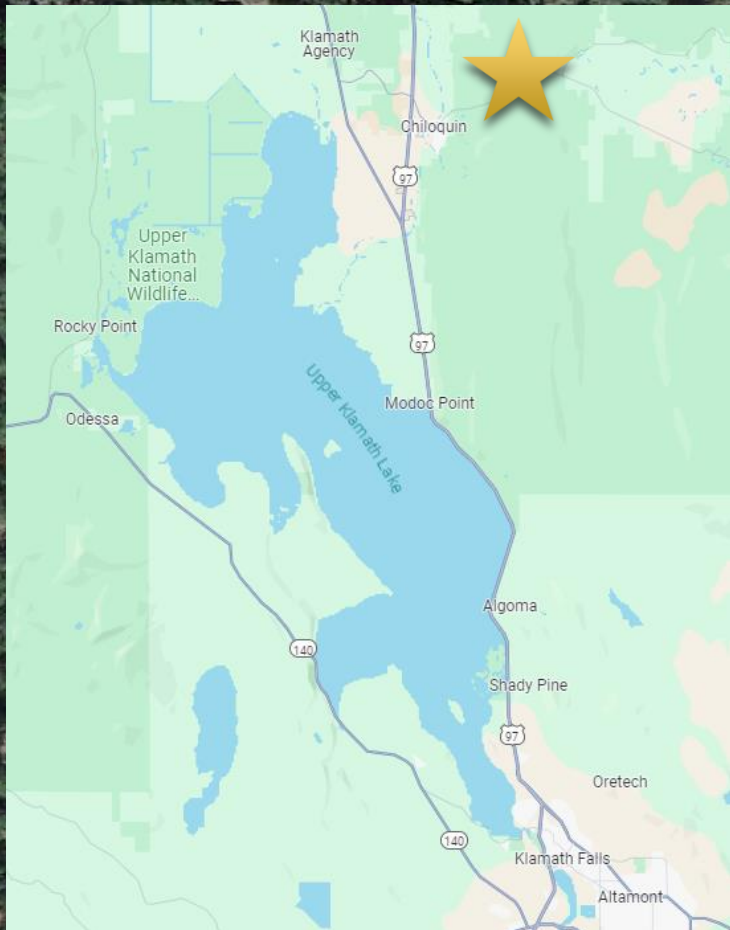 Klamath
Agency
Chiloquin
97
Upper
Klamath
National
Wildlife...
Rocky Point
97
Upper Klamath Lake
Modoc Point
Odessa
Algoma
140
Shady Pine
97
Oretech
140
Klamath Falls
Altamont